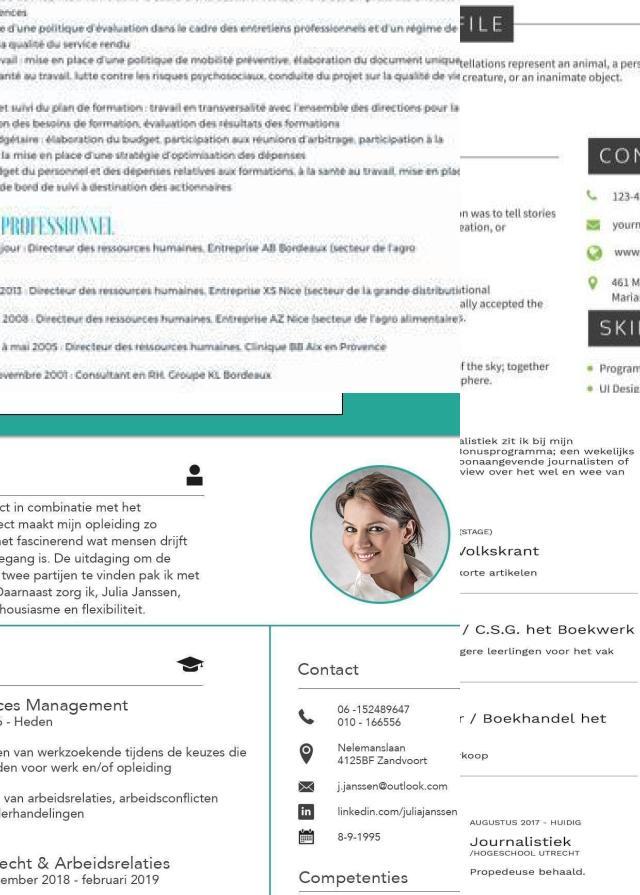 e d'une politique d'évaluation dans le cadre des entretiens professionnels et d'un régime de
a qualité du service rendu
vail : mise en place d'une politique de mobilité préventive, élaboration du document unique
anté au travail, lutte contre les risques psychosociaux, conduite du projet sur la qualité de vie
et suivi du plan de formation : travail en transversalité avec l'ensemble des directions pour la
on des besoins de formation, évaluation des résultats des formations
dgétaire : élaboration du budget, participation aux réunions d'arbitrage, participation à la
la mise en place d'une stratégie d'optimisation des dépenses
dget du personnel et des dépenses relatives aux formations, à la santé au travail, mise en plac
de bord de suivi à destination des actionnaires
PROFESSIONNEL
jour : Directeur des ressources humaines, Entreprise AB Bordeaux (secteur de l'agro
2013 : Directeur des ressources humaines, Entreprise XS Nice (secteur de la grande distributi
2008 : Directeur des ressources humaines, Entreprise AZ Nice (secteur de l'agro alimentaire).
à mai 2005 : Directeur des ressources humaines, Clinique BB Aix en Provence
ovembre 2001 : Consultant en RH, Groupe KL Bordeaux
FILE
tellations represent an animal, a pers
creature, or an inanimate object.
CON
on was to tell stories
eation, or
123-4
yourn
www
461 M
Maria
itional
ally accepted the
SKI
f the sky; together
phere.
Program
UI Desig
ct in combinatie met het
ect maakt mijn opleiding zo
het fascinerend wat mensen drijft
egang is. De uitdaging om de
twee partijen te vinden pak ik met
Daarnaast zorg ik, Julia Janssen,
housiasme en flexibiliteit.
ces Management
- Heden
en van werkzoekende tijdens de keuzes die
den voor werk en/of opleiding
van arbeidsrelaties, arbeidsconflicten
derhandelingen
echt & Arbeidsrelaties
ember 2018 - februari 2019
Contact
06 -152489647
010 - 166556
Nelemanslaan
4125BF Zandvoort
j.janssen@outlook.com
linkedin.com/juliajanssen
8-9-1995
Competenties
alistiek zit ik bij mijn
Honusprogramma; een wekelijks
oonaangevende journalisten of
view over het wel en wee van
(STAGE)
Volkskrant
korte artikelen
/ C.S.G. het Boekwerk
gere leerlingen voor het vak
r / Boekhandel het
rkoop
AUGUSTUS 2017 - HUIDIG
Journalistiek
/HOGESCHOOL UTRECHT
Propedeuse behaald.